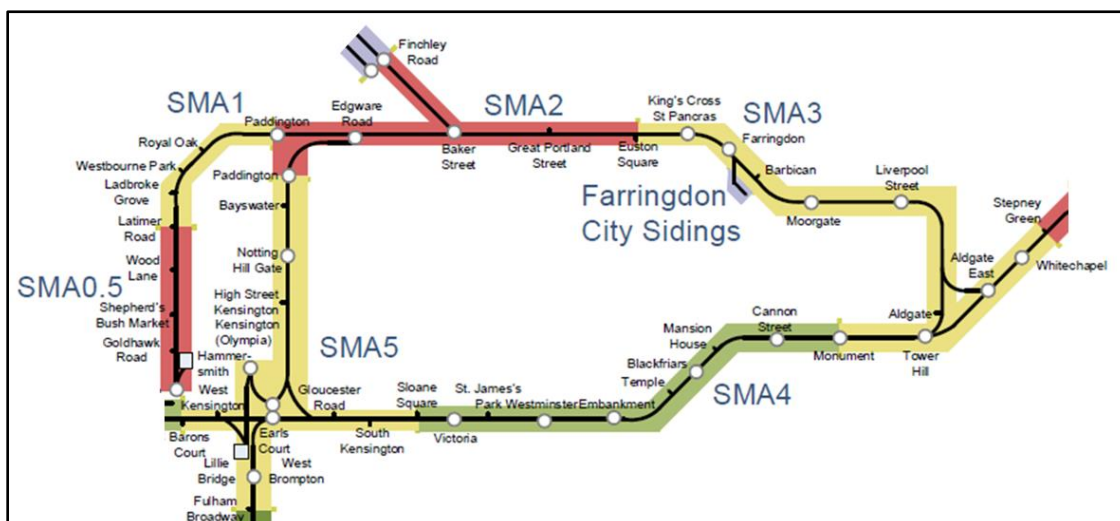 Finchley
Road
SMA1
Edgware
Road
SMA2
King's Cross
St Pancras
SMA3
Paddington
Farringdon
Royal Oak
Baker
Street
Great Portland
Street
Euston
Square
Westbourne Park
Paddington
Barbican
Liverpool
Street
Ladbroke
Grove
Bayswater
Farringdon
City Sidings
Moorgate
Stepney
Green
Latimer
Road
Notting
Hill Gate
Aldgate
East
Whitechapel
Wood
Lane
SMA0.5
High Street
Kensington
Kensington
(Olympia)
Shepherd's
Bush Market
Cannon
Street
Aldgate
Mansion
House
Goldhawk
Road
Hammer-
smith
SMA5
Monument
Tower
Hill
Blackfriars
West
Kensington
Gloucester
Road
Sloane
Square
St. James's
Park
Westminster
Embankment
Temple
SMA4
Barons
Court
Earls
Court
South
Kensington
Victoria
Lillie
Bridge
West
Brompton
Fulham
Broadway